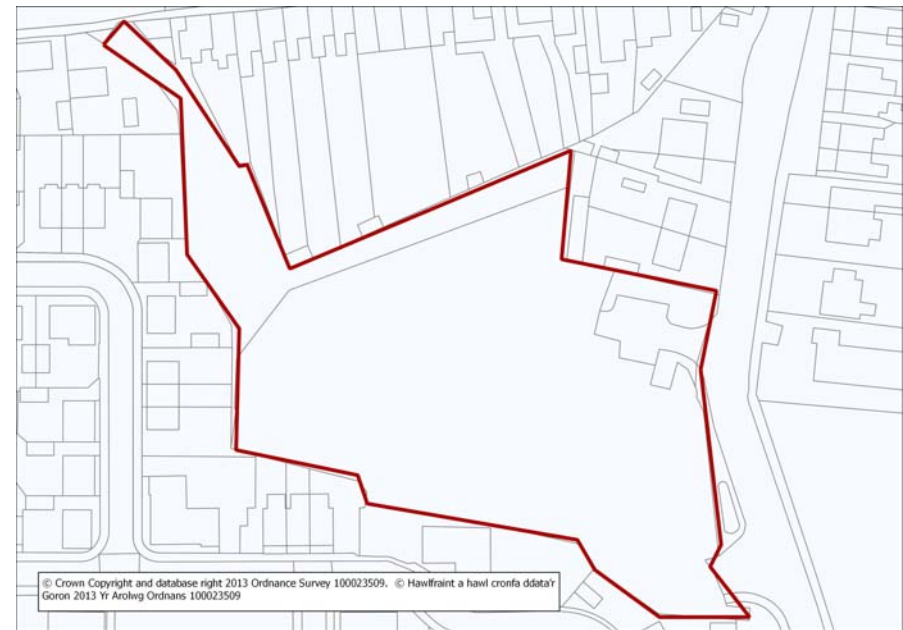 © Crown Copyright and database right 2013 Ordnance Survey 100023509.  © Hawlfraint a hawl cronfa ddata'r
Goron 2013 Yr Arolwg Ordnans 100023509